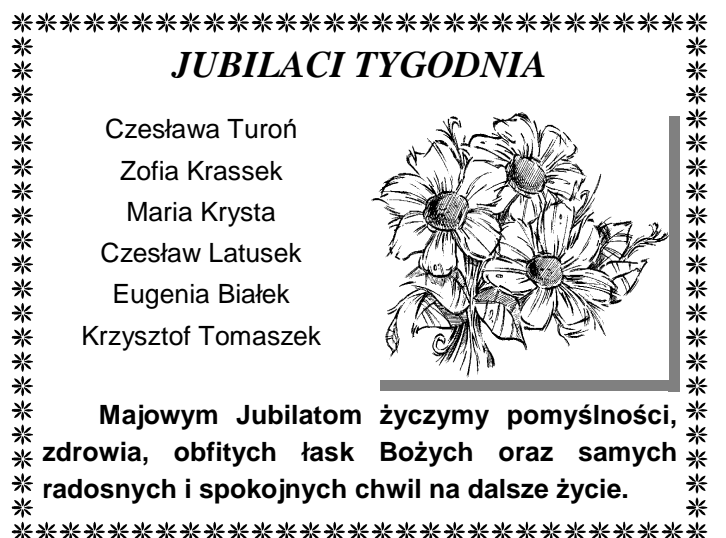 JUBILACI TYGODNIA
Czesława Turoń
Zofia Krassek
Maria Krysta
Czesław Latusek
Eugenia Białek
Krzysztof Tomaszek
Majowym Jubilatom życzymy pomyślności,
zdrowia, obfitych łask Bożych oraz samych
radosnych i spokojnych chwil na dalsze życie.